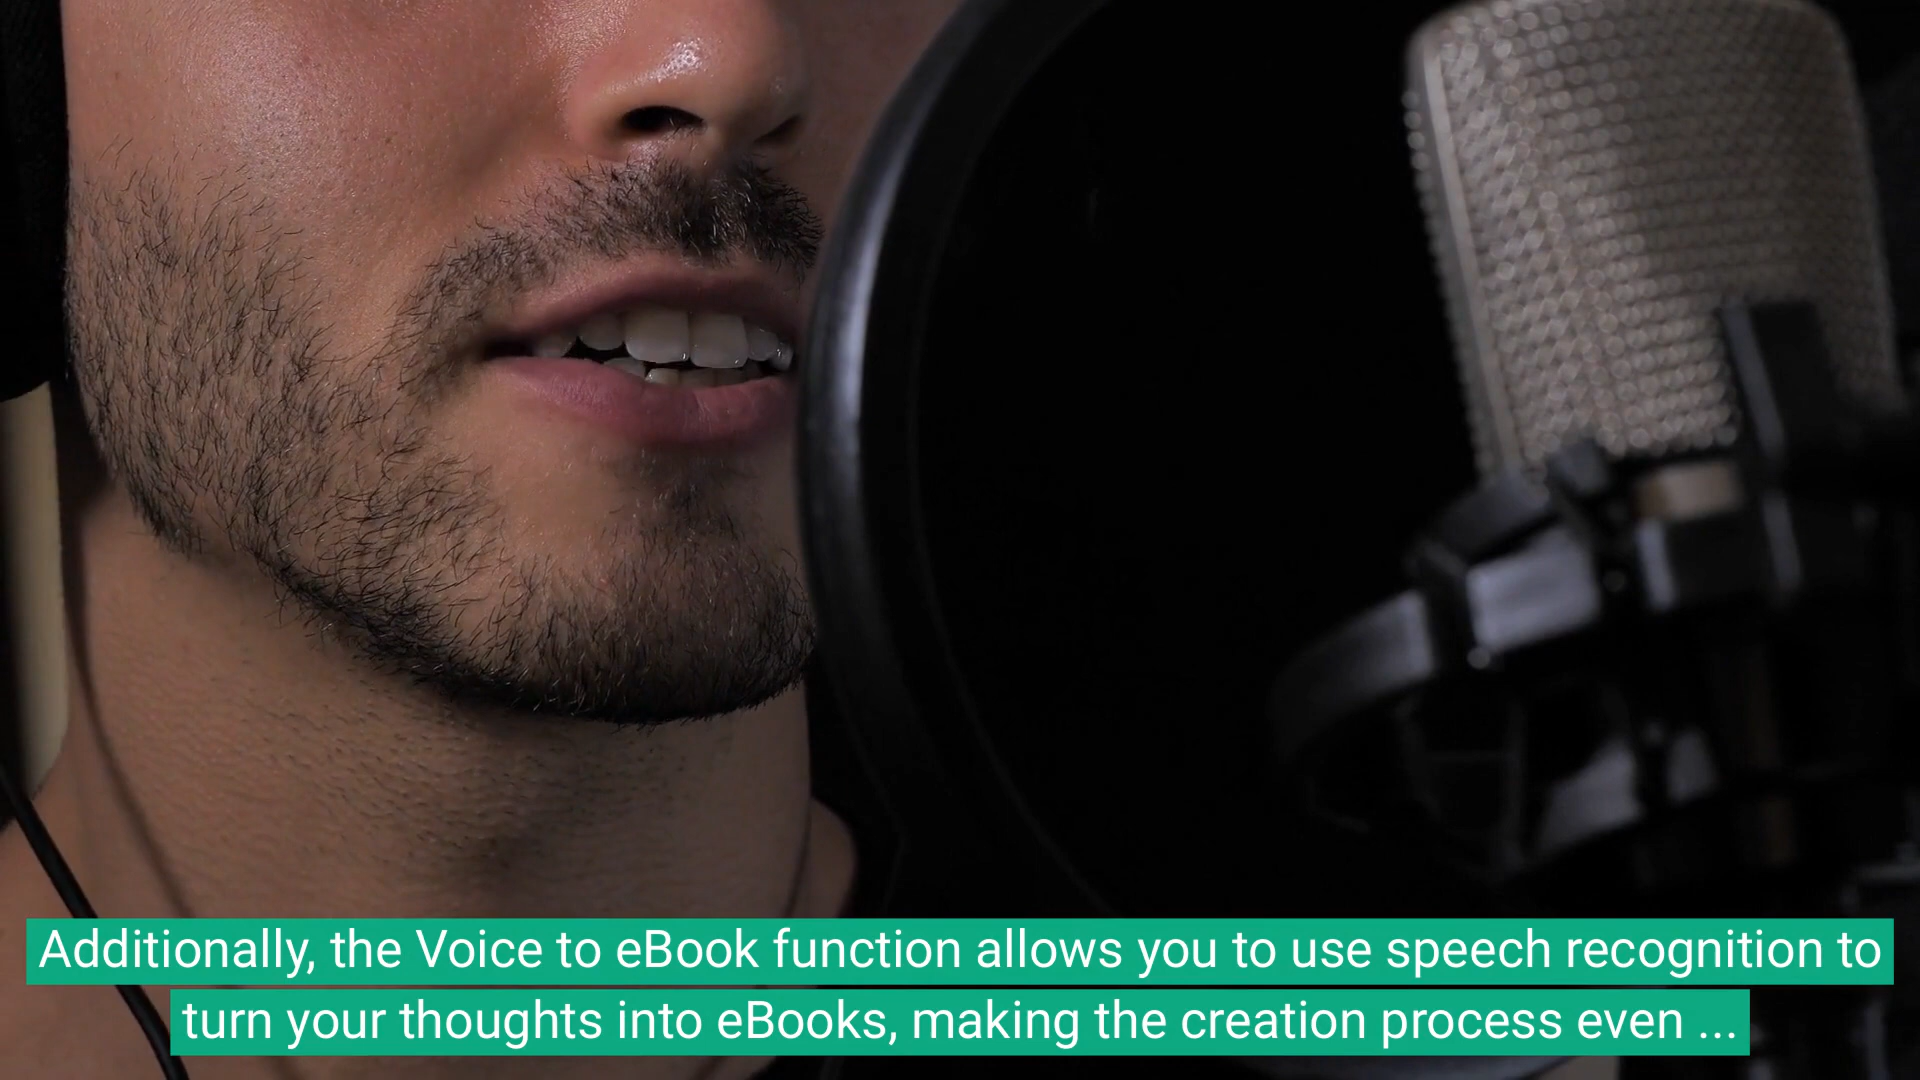 Additionally, the Voice to eBook function allows you to use speech recognition to
turn your thoughts into eBooks, making the creation process even ...